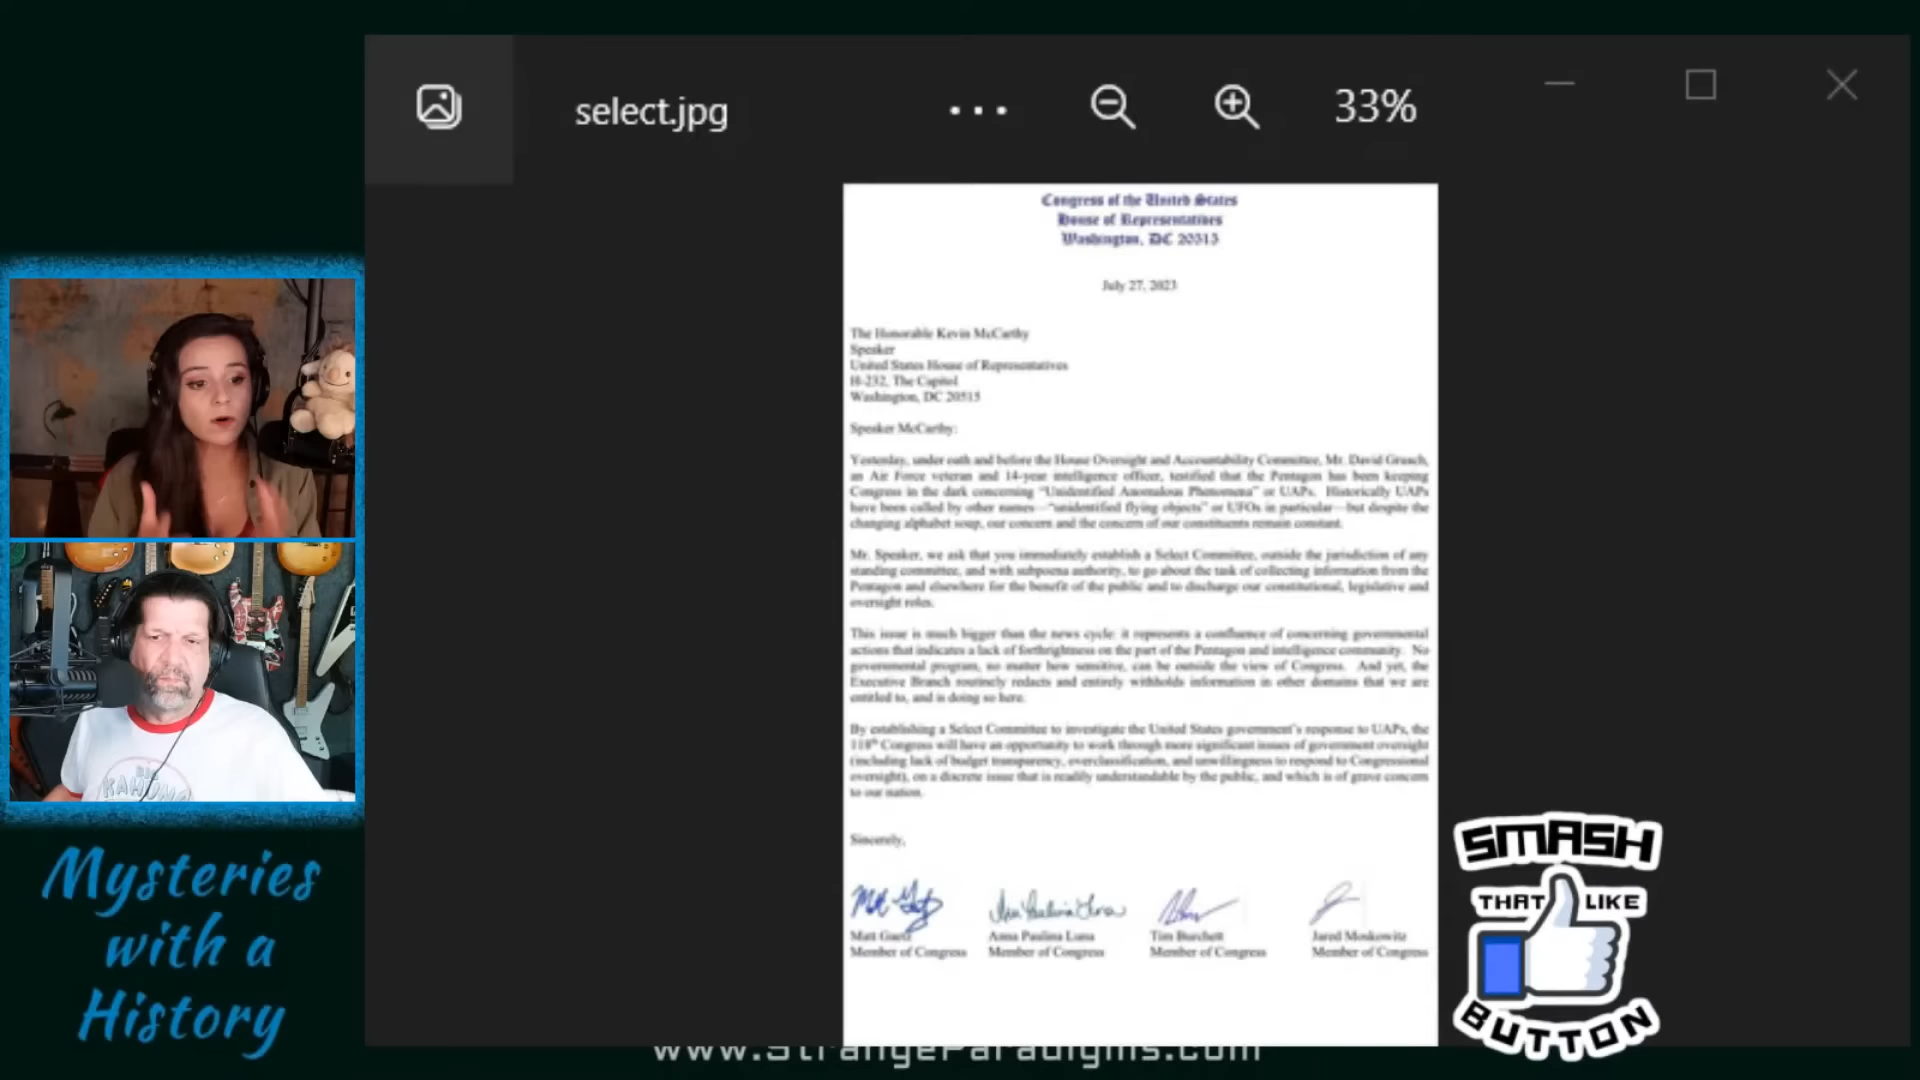 select.jpg
33%
Congress of the United States
House of Representatives
Washington, DC 20515
July 27, 2023
The Honorable Kevin McCarthy
Speaker
United States House of Representatives
H-232, The Capitol
Washington, DC 20515
Speaker McCarthy:
Yesterday, under oath and before the House Oversight and Accountability Committee, Mr. David Grusch,
an Air Force veteran and 14-year intelligence officer, testified that the Pentagon has been keeping
Congress in the dark concerning “Unidentified Anomalous Phenomena” or UAPs. Historically UAPs
have been called by other names—“unidentified flying objects” or UFOs in particular—but despite the
changing alphabet soup, our concern and the concern of our constituents remain constant.
Mr. Speaker, we ask that you immediately establish a Select Committee, outside the jurisdiction of any
standing committee, and with subpoena authority, to go about the task of collecting information from the
Pentagon and elsewhere for the benefit of the public and to discharge our constitutional, legislative and
oversight roles.
This issue is much bigger than the news cycle: it represents a confluence of concerning governmental
actions that indicates a lack of forthrightness on the part of the Pentagon and intelligence community. No
governmental program, no matter how sensitive, can be outside the view of Congress. And yet, the
Executive Branch routinely redacts and entirely withholds information in other domains that we are
entitled to, and is doing so here.
By establishing a Select Committee to investigate the United States government’s response to UAPs, the
118th Congress will have an opportunity to work through more significant issues of government oversight
(including lack of budget transparency, overclassification, and unwillingness to respond to Congressional
oversight), on a discrete issue that is readily understandable by the public, and which is of grave concern
to our nation.
Sincerely,
Matt Gaetz
Anna Paulina Luna
Tim Burchett
Jared Moskowitz
Member of Congress
Member of Congress
Member of Congress
Member of Congress
BIG
KAHUNA
Mysteries
with a
History
SMASH
THAT LIKE
BUTTON
www.StrangeParadigms.com